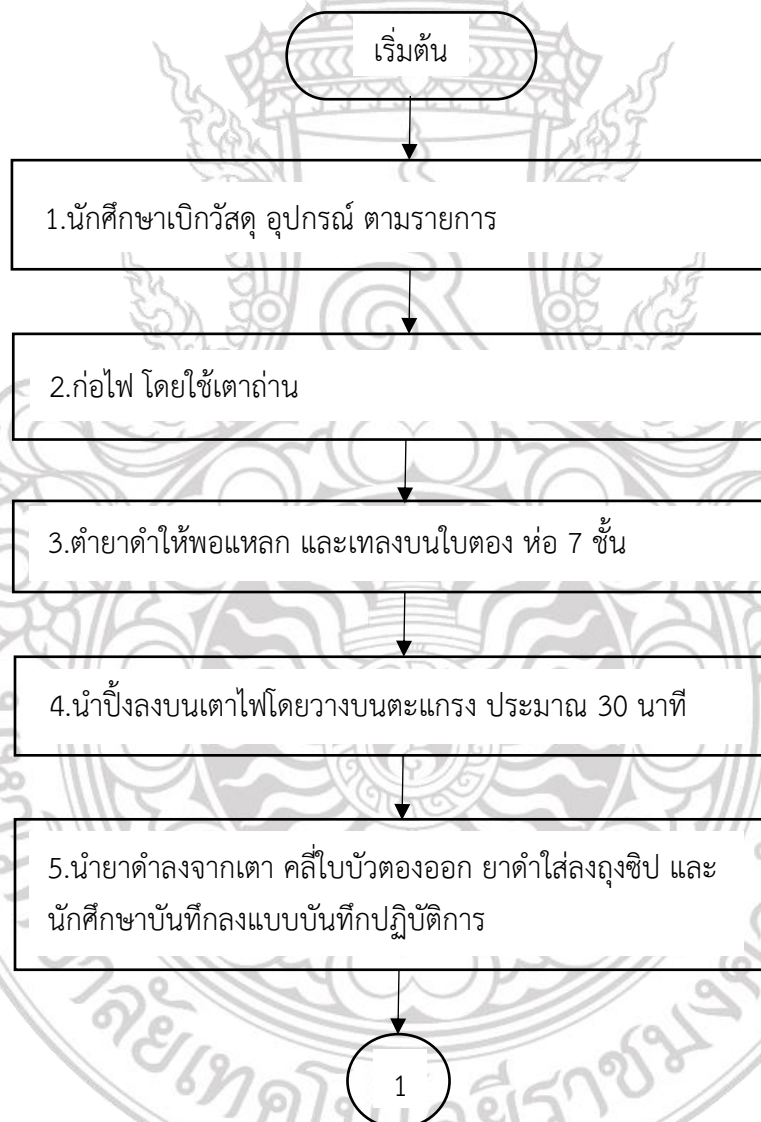 เริ่มต้น
1.นักศึกษาเบิกวัสดุ อุปกรณ์ ตามรายการ
2.ก่อไฟ โดยใช้เตาถ่าน
3.ตำยาดำให้พอแหลก และเทลงบนใบตอง ห่อ 7 ชั้น
4.นำปิ้งลงบนเตาไฟโดยวางบนตะแกรง ประมาณ 30 นาที
5.นำยาดำลงจากเตา คลี่ใบบัวตองออก ยาดำใส่ลงถุงซิป และ
นักศึกษาบันทึกลงแบบบันทึกปฏิบัติการ
1